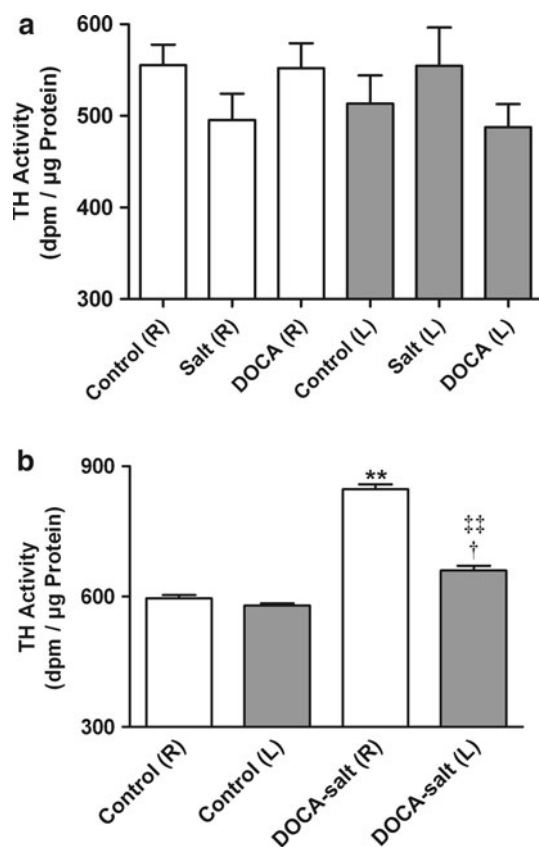 a
TH Activity
(dpm / µg Protein)
600
500
400
300
Control (R)
Salt (R)
DOCA (R)
Control (L)
Salt (L)
DOCA (L)
b
TH Activity
(dpm / µg Protein)
900
600
300
**
‡‡
†
Control (R)
Control (L)
DOCA-salt (R)
DOCA-salt (L)